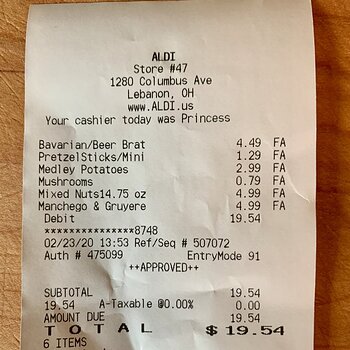 ALDI
Store #47
1280 Columbus Ave
Lebanon, OH
www.ALDI.us
Your cashier today was Princess
Bavarian/Beer Brat 4.49 FA
PretzelSticks/Mini 1.29 FA
Medley Potatoes 2.99 FA
Mushrooms 0.79 FA
Mixed Nuts14.75 oz 4.99 FA
Manchego & Gruyere 4.99 FA
Debit 19.54
***************8748
02/23/20 13:53 Ref/Seq # 507072
Auth # 475099 EntryMode 91
++APPROVED++
SUBTOTAL 19.54
19.54 A-Taxable @0.00% 0.00
AMOUNT DUE 19.54
TOTAL $19.54
6 ITEMS